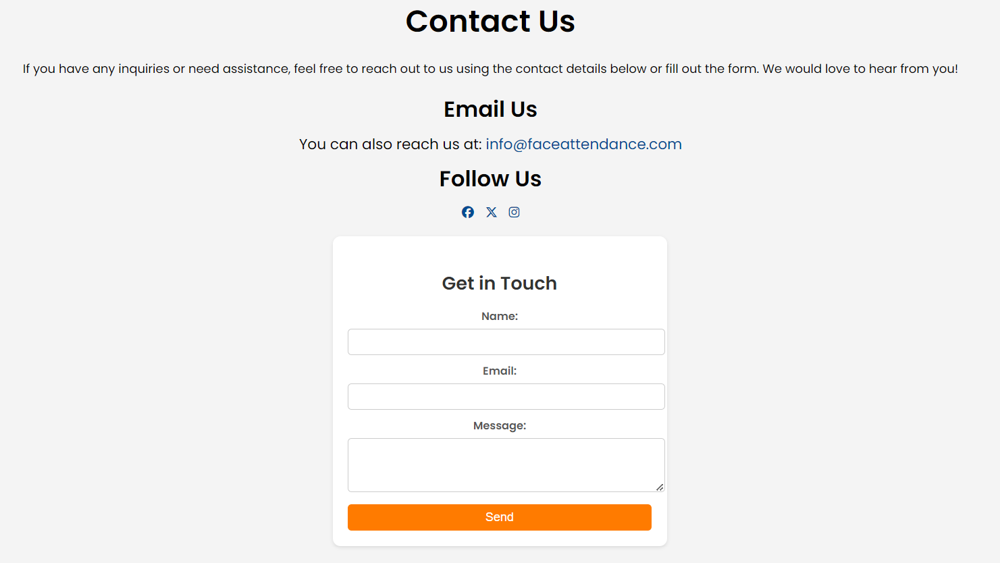 Contact Us
If you have any inquiries or need assistance, feel free to reach out to us using the contact details below or fill out the form. We would love to hear from you!
Email Us
You can also reach us at: info@faceattendance.com
Follow Us
Get in Touch
Name:
Email:
Message:
Send